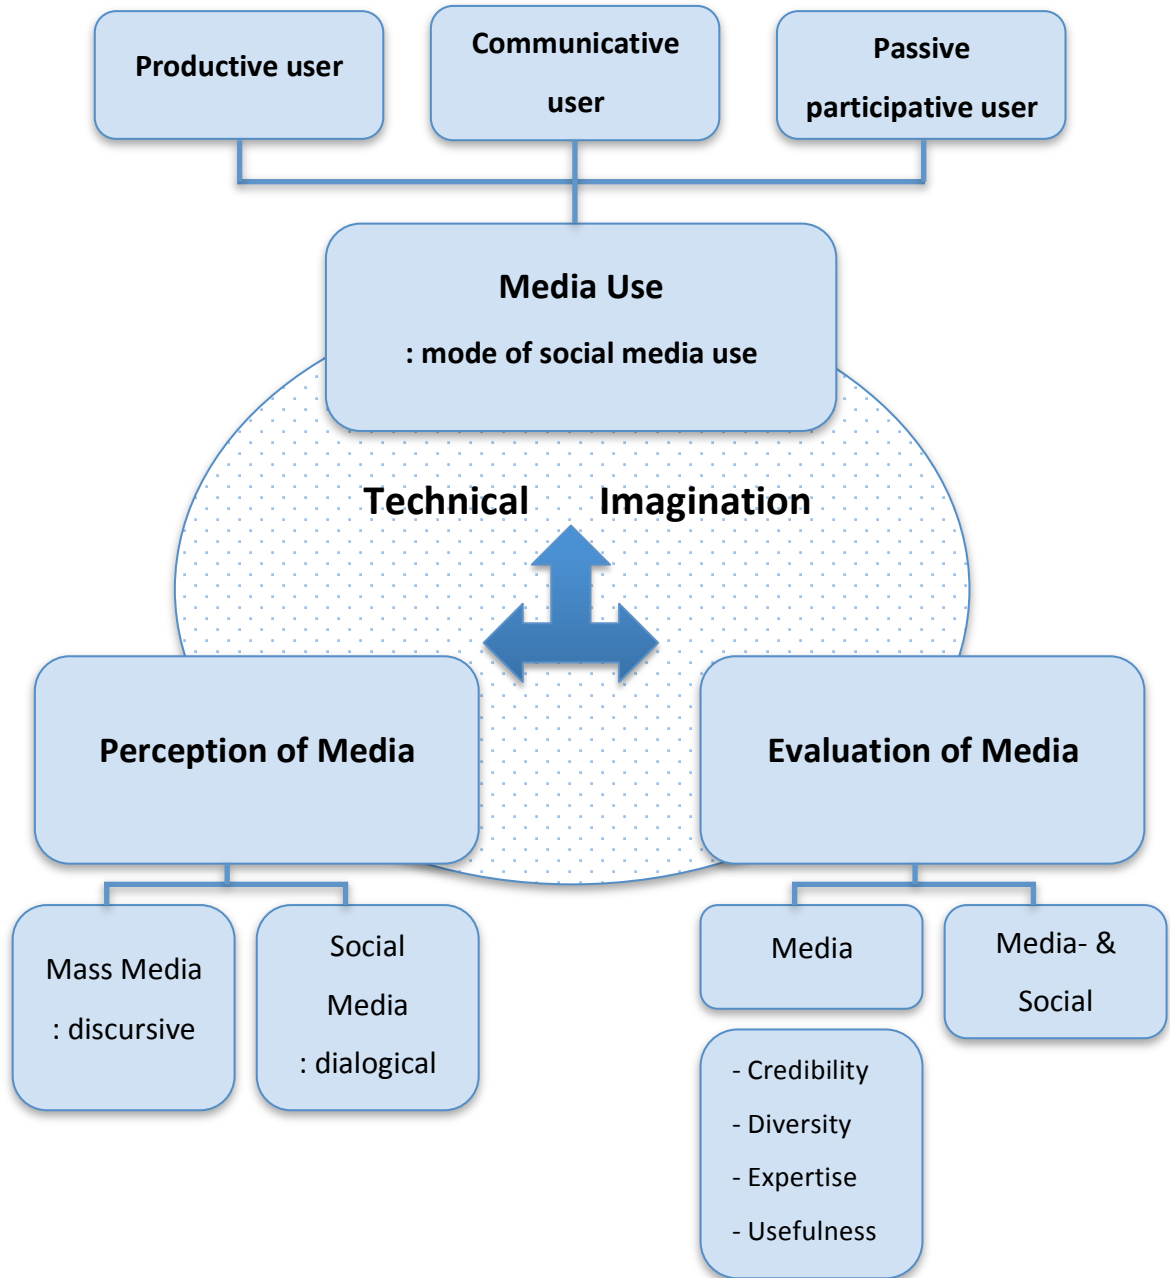 Productive user
Communicative
user
Passive
participative user
Media Use
: mode of social media use
Technical Imagination
Perception of Media
Evaluation of Media
Mass Media
: discursive
Social
Media
: dialogical
Media
Media- &
Social
- Credibility
- Diversity
- Expertise
- Usefulness